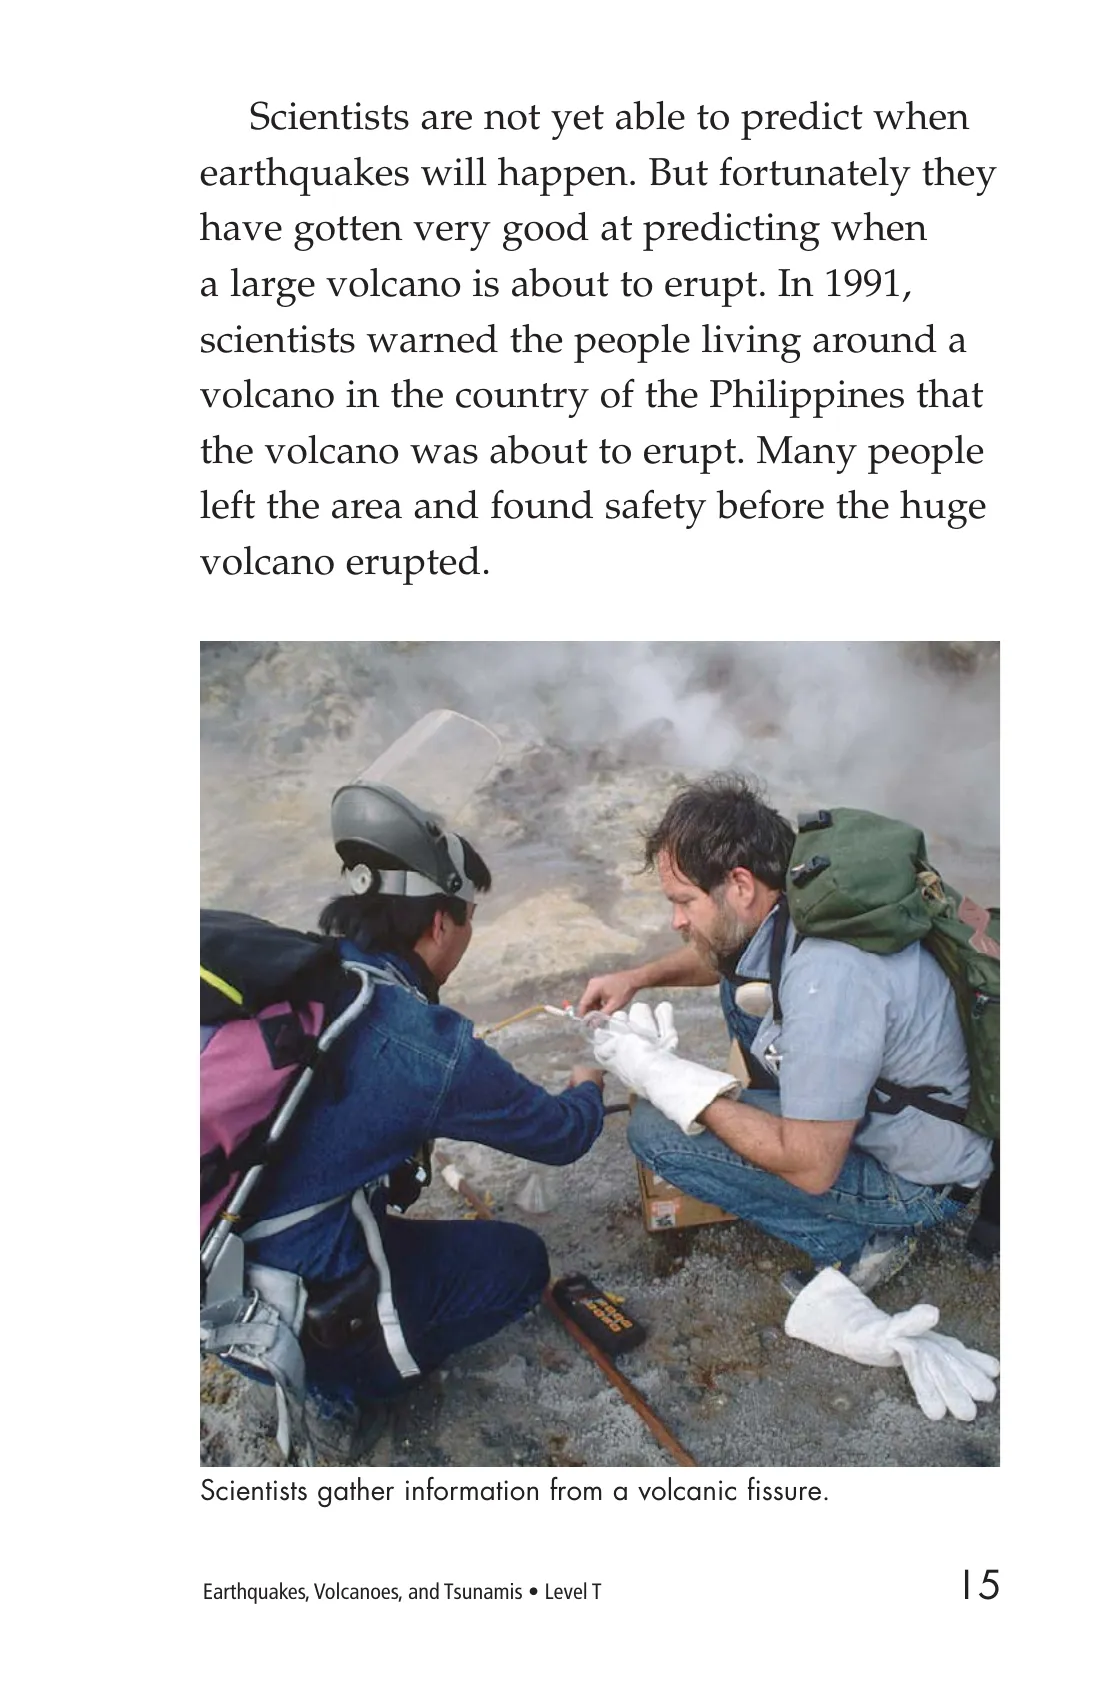 Scientists are not yet able to predict when
earthquakes will happen. But fortunately they
have gotten very good at predicting when
a large volcano is about to erupt. In 1991,
scientists warned the people living around a
volcano in the country of the Philippines that
the volcano was about to erupt. Many people
left the area and found safety before the huge
volcano erupted.
Scientists gather information from a volcanic fissure.
Earthquakes, Volcanoes, and Tsunamis • Level T
15